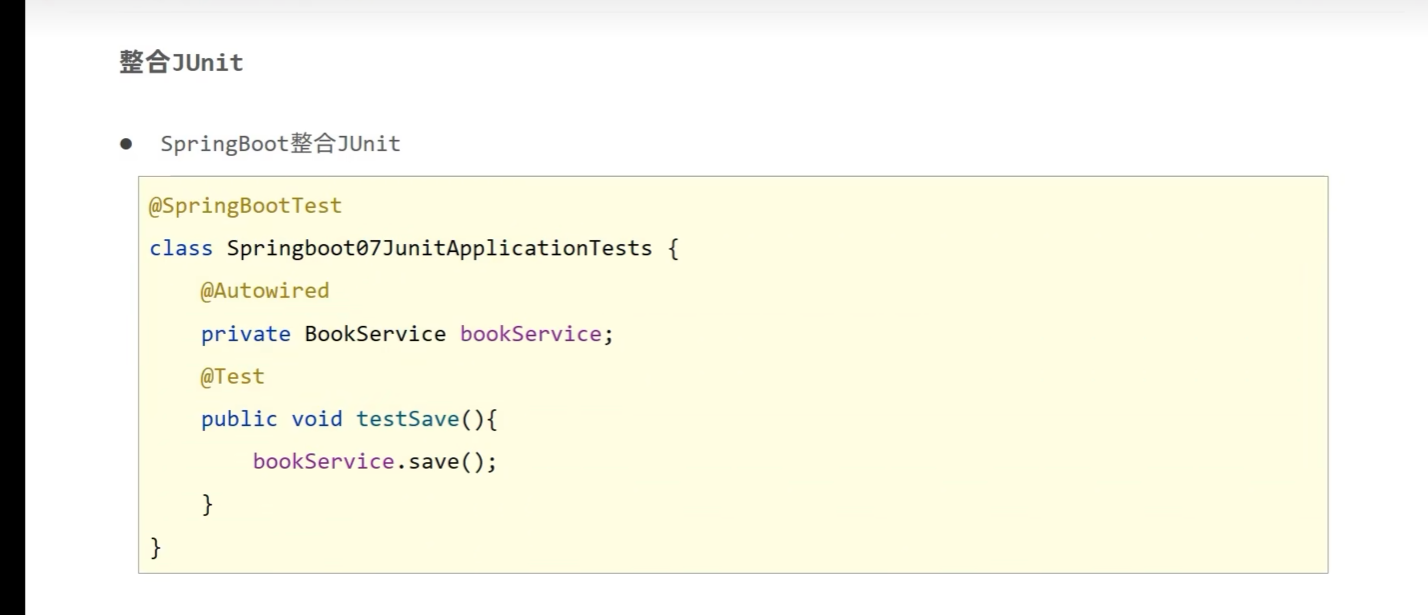 整合JUnit
● SpringBoot整合JUnit
@SpringBootTest
class Springboot07JunitApplicationTests {
    @Autowired
    private BookService bookService;
    @Test
    public void testSave(){
        bookService.save();
    }
}